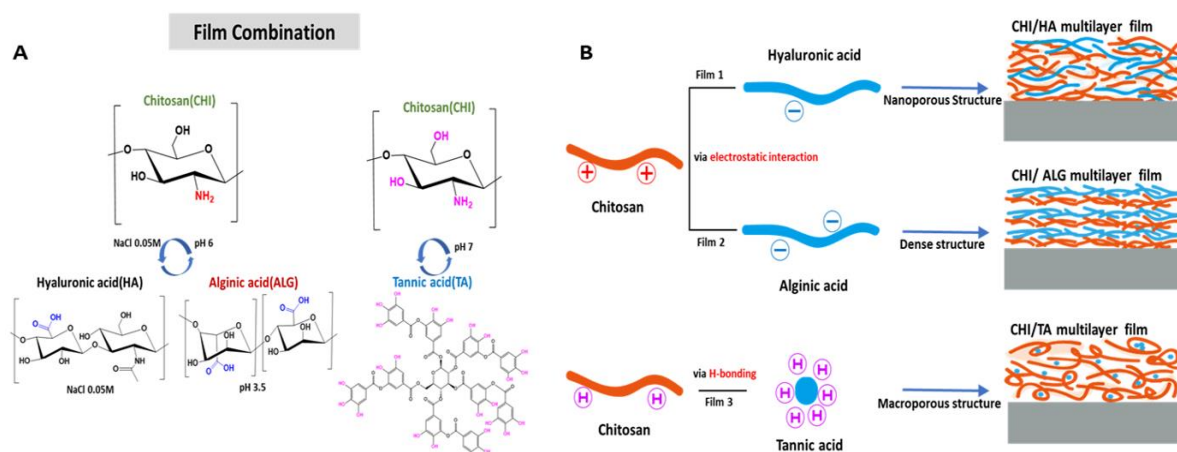 Film Combination
A
Chitosan(CHI)
Chitosan(CHI)
OH
O
O
HO
NH₂
OH
O
O
HO
NH₂
NaCl 0.05M
pH 6
pH 7
Hyaluronic acid(HA)
Alginic acid(ALG)
Tannic acid(TA)
NaCl 0.05M
pH 3.5
B
Hyaluronic acid
Film 1
−
Nanoporous Structure
CHI/HA multilayer film
+ +
via electrostatic interaction
Chitosan
−
−
Film 2
Alginic acid
Dense structure
CHI/ ALG multilayer film
via H-bonding
Film 3
H H
Chitosan
H H
H H
H H
Tannic acid
Macroporous structure
CHI/TA multilayer film